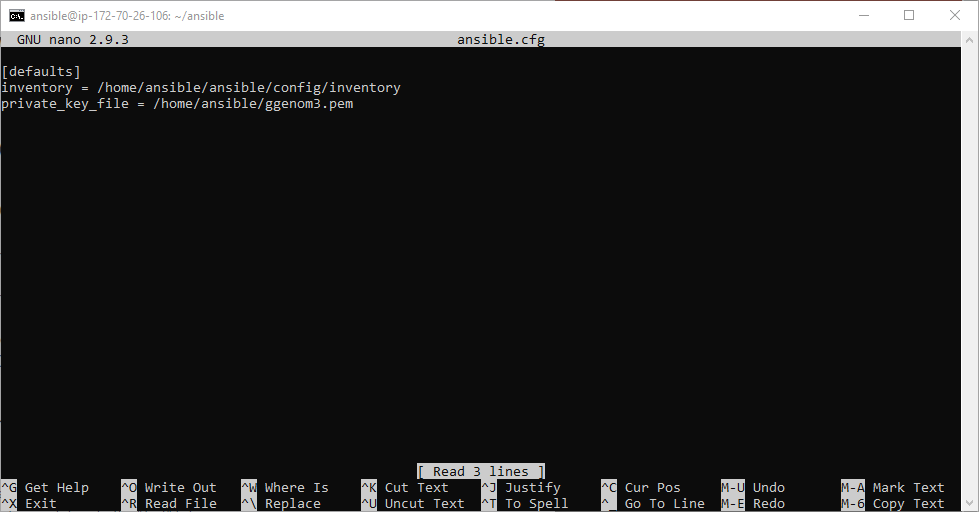 ansible@ip-172-70-26-106: ~/ansible
GNU nano 2.9.3 ansible.cfg
[defaults]
inventory = /home/ansible/ansible/config/inventory
private_key_file = /home/ansible/ggenom3.pem
[ Read 3 lines ]
^G Get Help ^O Write Out ^W Where Is ^K Cut Text ^J Justify ^C Cur Pos M-U Undo M-A Mark Text
^X Exit ^R Read File ^\ Replace ^U Uncut Text ^T To Spell ^_ Go To Line M-E Redo M-6 Copy Text